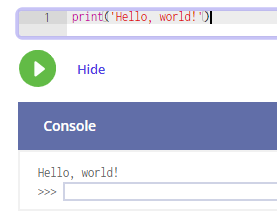 1 print('Hello, world!')
Hide
Console
Hello, world!
>>>